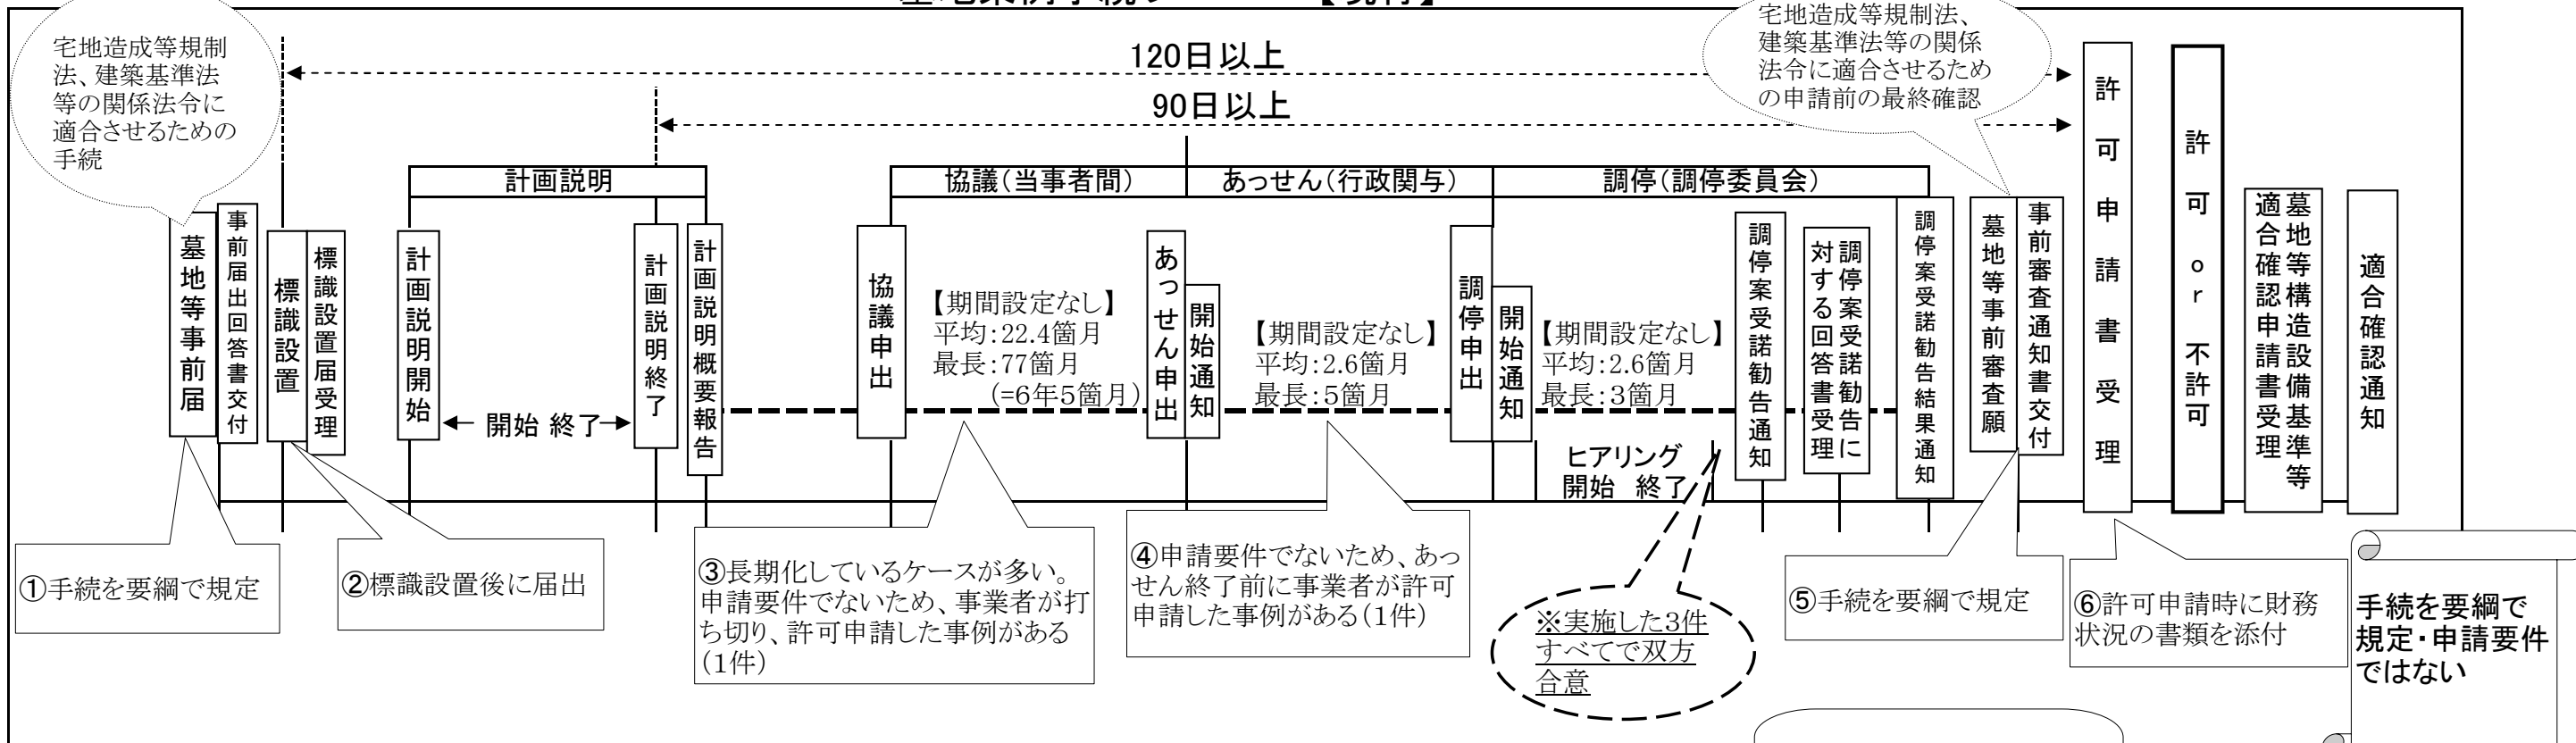 宅地造成等規制
法、建築基準法
等の関係法令に
適合させるための
手続
120日以上
90日以上
宅地造成等規制法、
建築基準法等の関係
法令に適合させるため
の申請前の最終確認
計画説明
協議(当事者間)
あっせん(行政関与)
調停(調停委員会)
墓地等事前届
事前届出回答書交付
標識設置
標識設置届受理
計画説明開始
開始 終了
計画説明終了
計画説明概要報告
協議申出
【期間設定なし】
平均:22.4箇月
最長:77箇月
(=6年5箇月)
あっせん申出
開始通知
【期間設定なし】
平均:2.6箇月
最長:5箇月
調停申出
開始通知
【期間設定なし】
平均:2.6箇月
最長:3箇月
ヒアリング
開始 終了
調停案受諾勧告通知
調停案受諾勧告に
対する回答書受理
調停案受諾勧告結果通知
墓地等事前審査願
事前審査通知書交付
許可申請書受理
許可 or 不許可
墓地等構造設備基準等
適合確認申請書受理
適合確認通知
①手続を要綱で規定
②標識設置後に届出
③長期化しているケースが多い。
申請要件でないため、事業者が打
ち切り、許可申請した事例がある
(1件)
④申請要件でないため、あっ
せん終了前に事業者が許可
申請した事例がある(1件)
※実施した3件
すべてで双方
合意
⑤手続を要綱で規定
⑥許可申請時に財務
状況の書類を添付
手続を要綱で
規定・申請要件
ではない